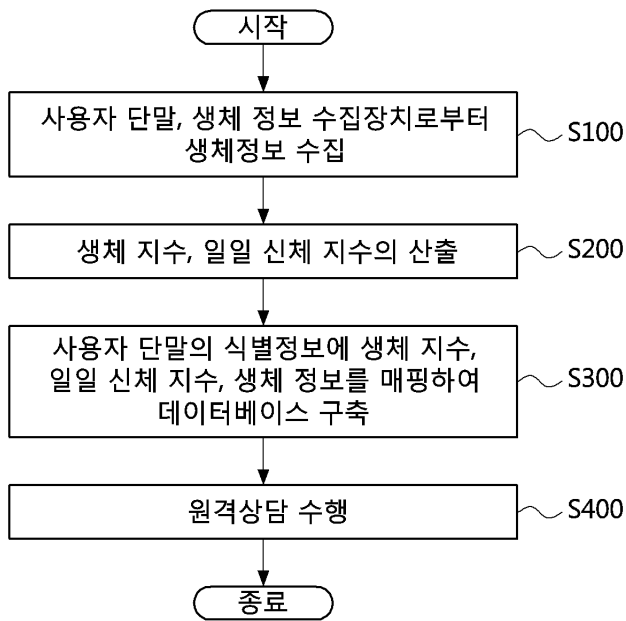 시작
사용자 단말, 생체 정보 수집장치로부터
생체정보 수집
S100
생체 지수, 일일 신체 지수의 산출
S200
사용자 단말의 식별정보에 생체 지수,
일일 신체 지수, 생체 정보를 매핑하여
데이터베이스 구축
S300
원격상담 수행
S400
종료